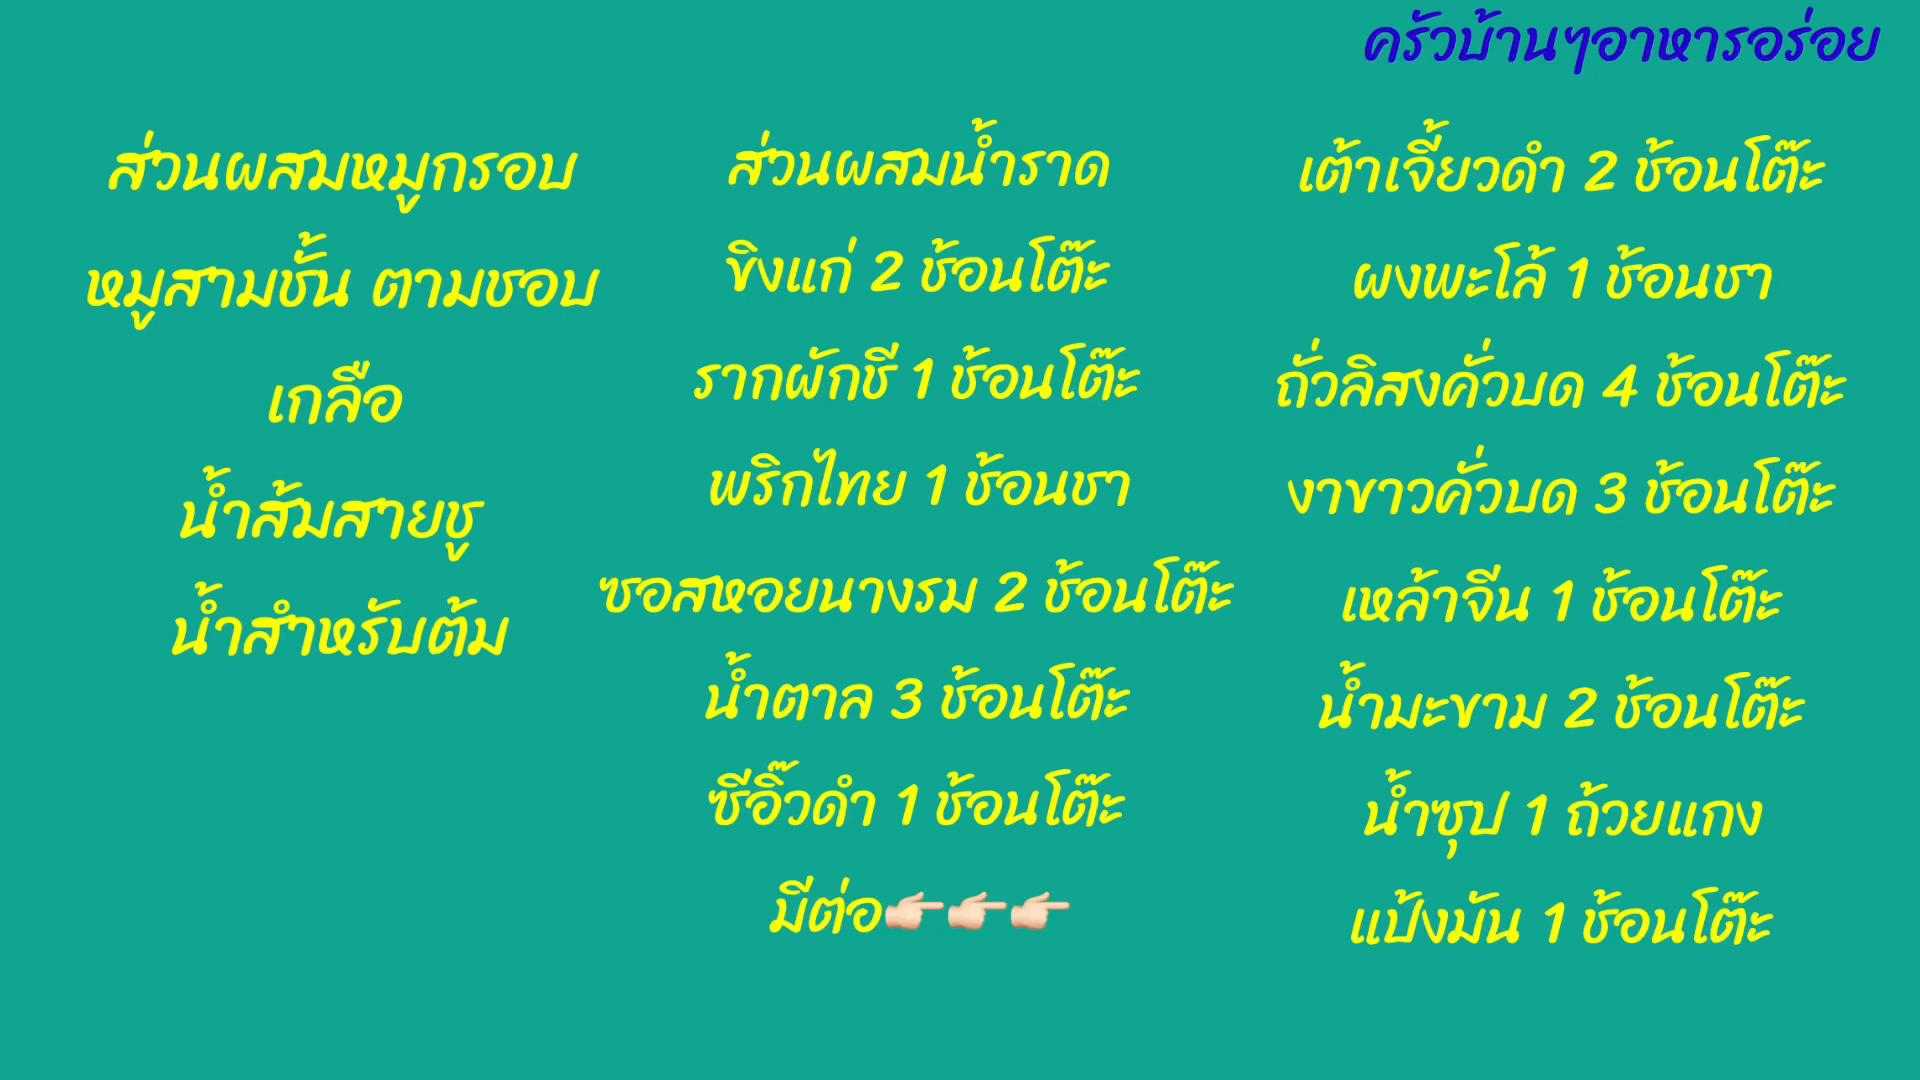 ครัวบ้านๆอาหารอร่อย
ส่วนผสมหมูกรอบ
หมูสามชั้น ตามชอบ
เกลือ
น้ำส้มสายชู
น้ำสำหรับต้ม
ส่วนผสมน้ำราด
ขิงแก่ 2 ช้อนโต๊ะ
รากผักชี 1 ช้อนโต๊ะ
พริกไทย 1 ช้อนชา
ซอสหอยนางรม 2 ช้อนโต๊ะ
น้ำตาล 3 ช้อนโต๊ะ
ซีอิ๊วดำ 1 ช้อนโต๊ะ
มีต่อ👉🏻👉🏻👉🏻
เต้าเจี้ยวดำ 2 ช้อนโต๊ะ
ผงพะโล้ 1 ช้อนชา
ถั่วลิสงคั่วบด 4 ช้อนโต๊ะ
งาขาวคั่วบด 3 ช้อนโต๊ะ
เหล้าจีน 1 ช้อนโต๊ะ
น้ำมะขาม 2 ช้อนโต๊ะ
น้ำซุป 1 ถ้วยแกง
แป้งมัน 1 ช้อนโต๊ะ